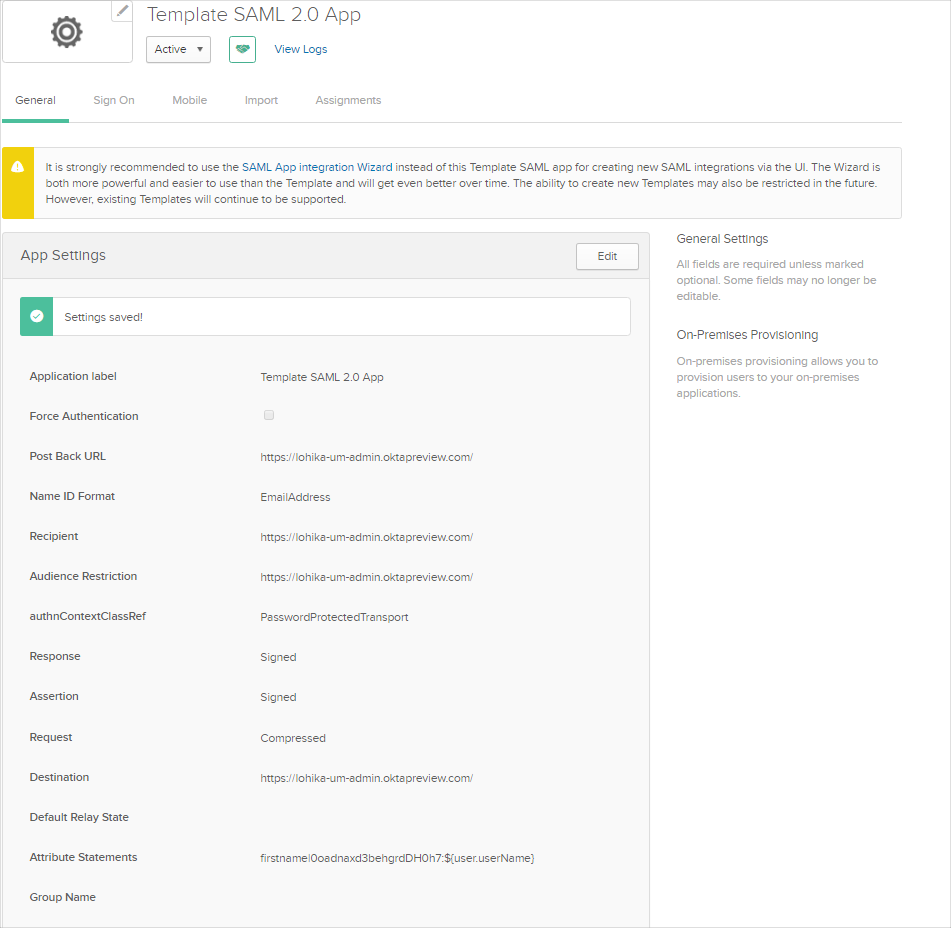 Template SAML 2.0 App
Active
View Logs
General
Sign On
Mobile
Import
Assignments
It is strongly recommended to use the SAML App integration Wizard instead of this Template SAML app for creating new SAML integrations via the UI. The Wizard is
both more powerful and easier to use than the Template and will get even better over time. The ability to create new Templates may also be restricted in the future.
However, existing Templates will continue to be supported.
App Settings
Edit
Settings saved!
Application label
Template SAML 2.0 App
Force Authentication
Post Back URL
https://lohika-um-admin.oktapreview.com/
Name ID Format
EmailAddress
Recipient
https://lohika-um-admin.oktapreview.com/
Audience Restriction
https://lohika-um-admin.oktapreview.com/
authnContextClassRef
PasswordProtectedTransport
Response
Signed
Assertion
Signed
Request
Compressed
Destination
https://lohika-um-admin.oktapreview.com/
Default Relay State
Attribute Statements
firstname|0oadnaxd3behgrdDH0h7:${user.userName}
Group Name
General Settings
All fields are required unless marked
optional. Some fields may no longer be
editable.
On-Premises Provisioning
On-premises provisioning allows you to
provision users to your on-premises
applications.